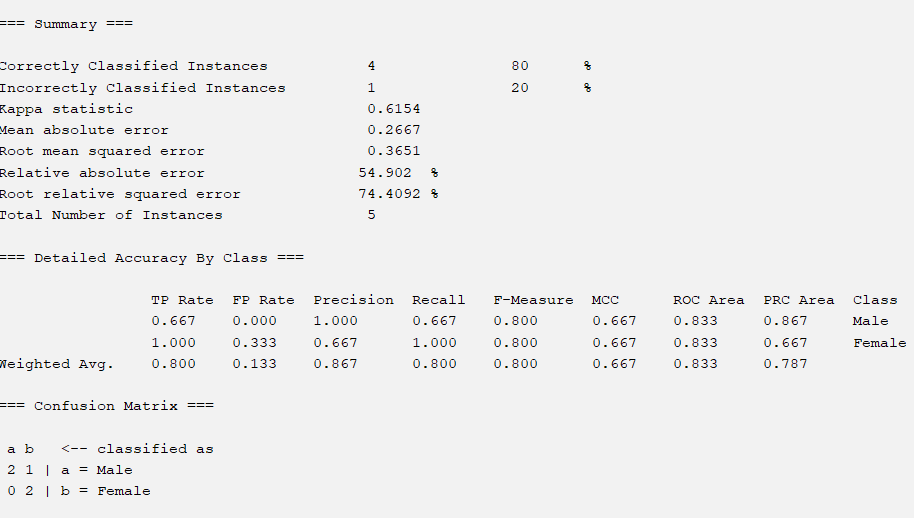 === Summary ===
Correctly Classified Instances 4 80 %
Incorrectly Classified Instances 1 20 %
Kappa statistic 0.6154
Mean absolute error 0.2667
Root mean squared error 0.3651
Relative absolute error 54.902 %
Root relative squared error 74.4092 %
Total Number of Instances 5
=== Detailed Accuracy By Class ===
TP Rate FP Rate Precision Recall F-Measure MCC ROC Area PRC Area Class
0.667 0.000 1.000 0.667 0.800 0.667 0.833 0.867 Male
1.000 0.333 0.667 1.000 0.800 0.667 0.833 0.667 Female
Weighted Avg. 0.800 0.133 0.867 0.800 0.800 0.667 0.833 0.787
=== Confusion Matrix ===
a b <-- classified as
2 1 | a = Male
0 2 | b = Female